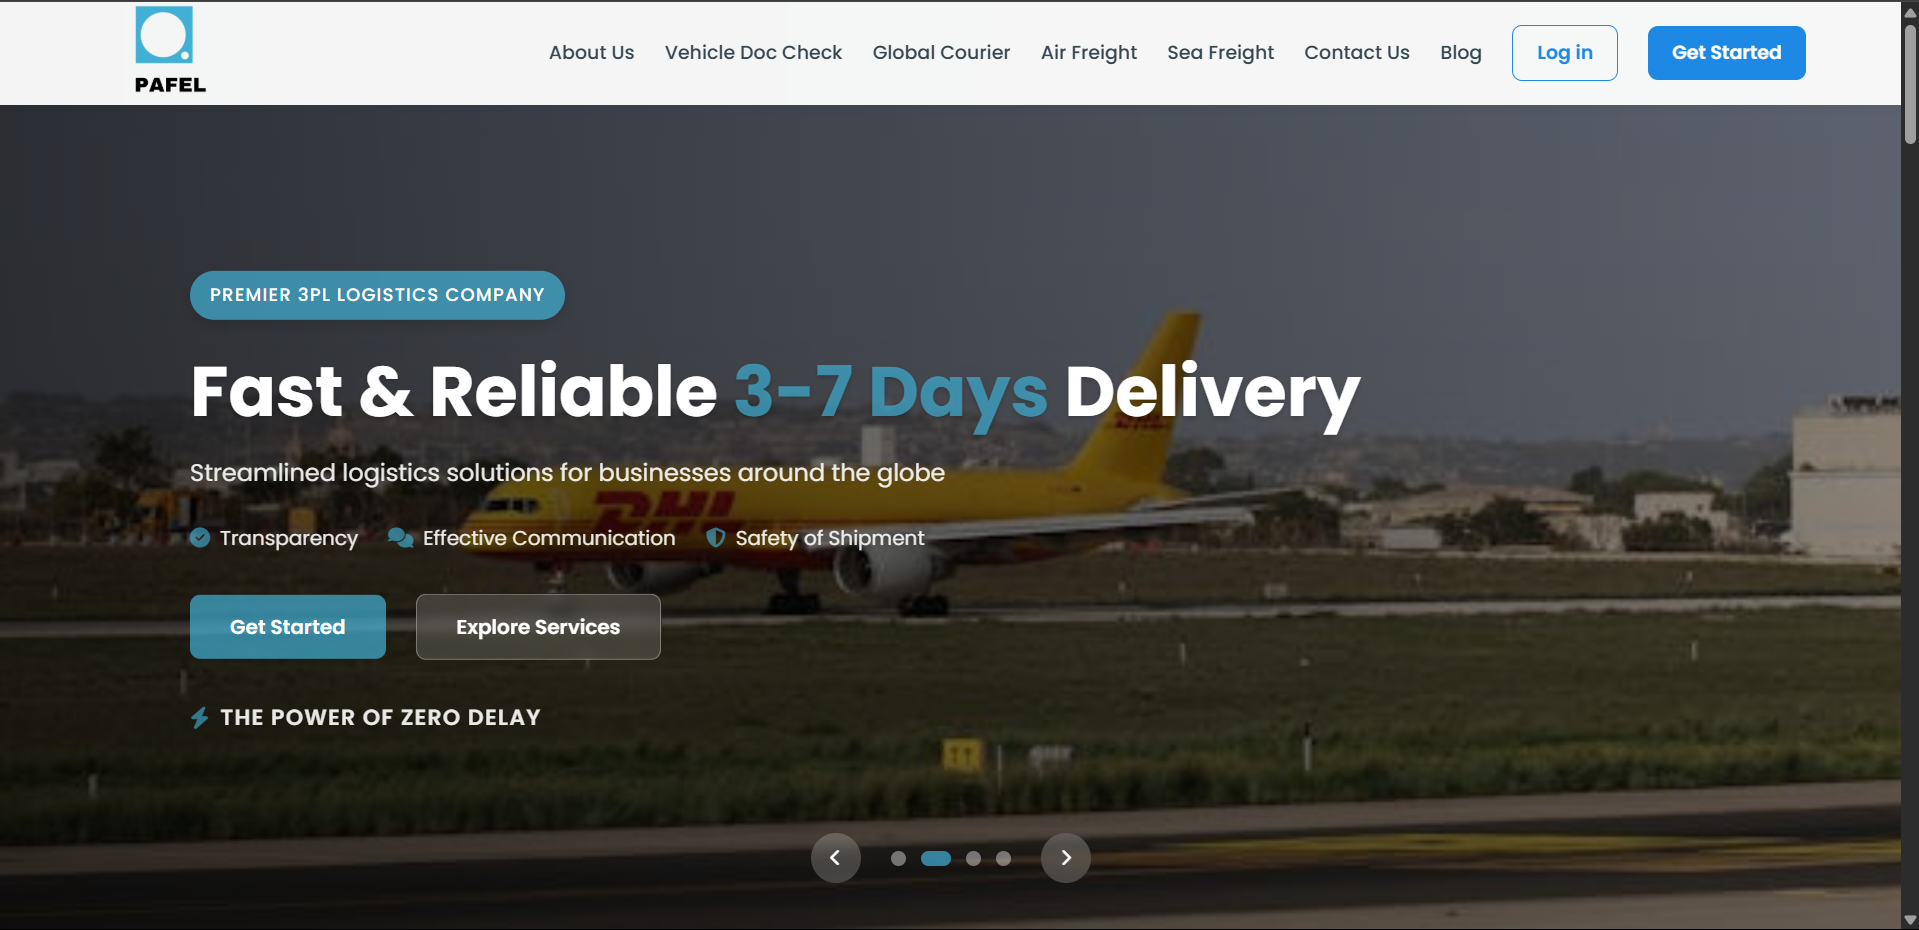 PAFEL
About Us
Vehicle Doc Check
Global Courier
Air Freight
Sea Freight
Contact Us
Blog
Log in
Get Started
PREMIER 3PL LOGISTICS COMPANY
Fast & Reliable 3-7 Days Delivery
Streamlined logistics solutions for businesses around the globe
DHL
Transparency
Effective Communication
Safety of Shipment
Get Started
Explore Services
THE POWER OF ZERO DELAY